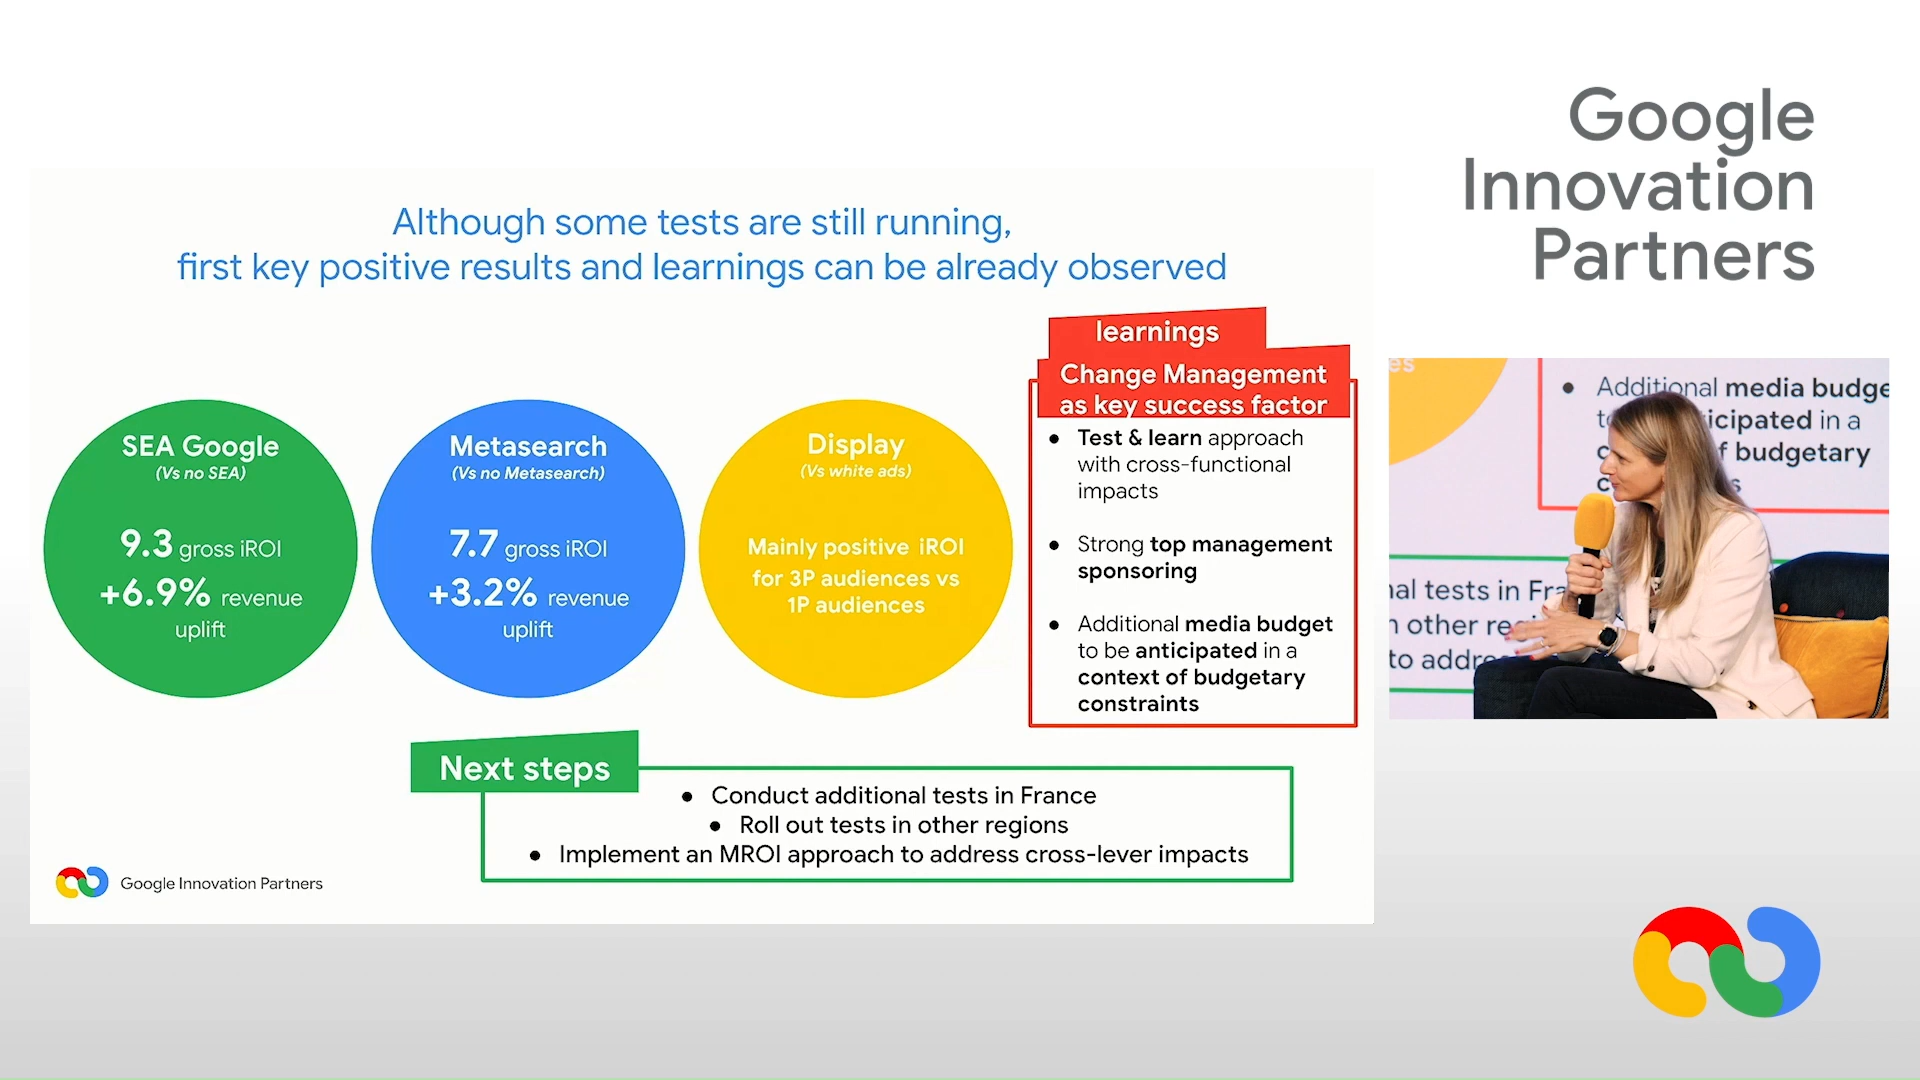 Google
Innovation
Partners
Although some tests are still running,
first key positive results and learnings can be already observed
SEA Google
(Vs no SEA)
9.3 gross iROI
+6.9% revenue
uplift
Metasearch
(Vs no Metasearch)
7.7 gross iROI
+3.2% revenue
uplift
Display
(Vs white ads)
Mainly positive iROI
for 3P audiences vs
1P audiences
learnings
Change Management
as key success factor
● Test & learn approach
with cross-functional
impacts
● Strong top management
sponsoring
● Additional media budget
to be anticipated in a
context of budgetary
constraints
Next steps
● Conduct additional tests in France
● Roll out tests in other regions
● Implement an MROI approach to address cross-lever impacts
Google Innovation Partners
es
● Additional media budge
icipated in a
f budgetary
nal tests in Fra
other re
to addre